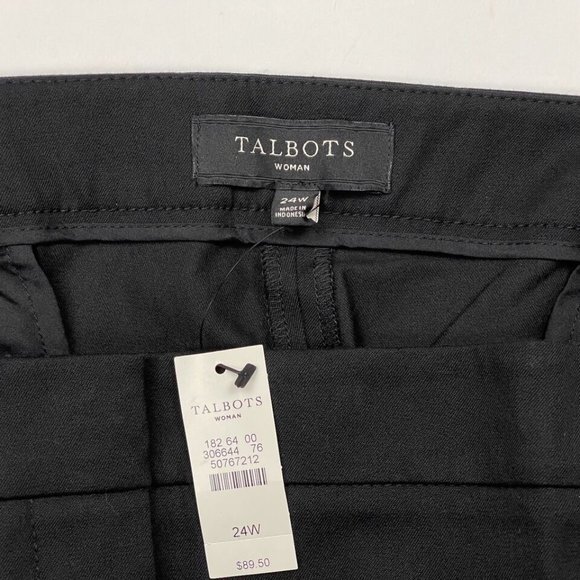 TALBOTS
WOMAN
24W
MADE IN
INDONESIA
TALBOTS
WOMAN
182 64 00
306644 76
50767212
24W
$89.50